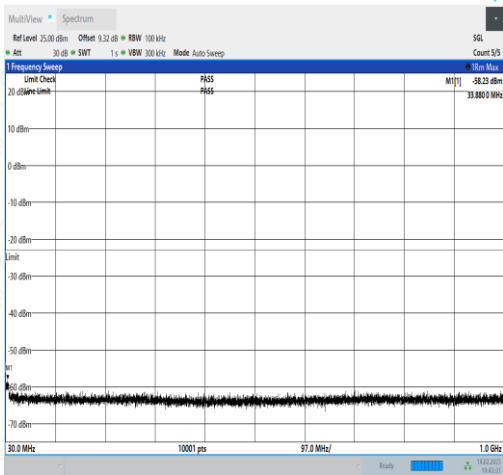 MultiView Spectrum
Ref Level 25.00 dBm Offset 9.32 dB RBW 100 kHz SGL
Att 30 dB SWT 1 s VBW 300 kHz Mode Auto Sweep Count 5/5
1 Frequency Sweep 1Rm Max
Limit Check PASS M1[1] -58.23 dBm
Line Limit PASS 33.880 0 MHz
20 dBm
10 dBm
0 dBm
-10 dBm
-20 dBm
Limit
-30 dBm
-40 dBm
-50 dBm
M1
-60 dBm
-70 dBm
30.0 MHz 10001 pts 97.0 MHz/ 1.0 GHz
Ready